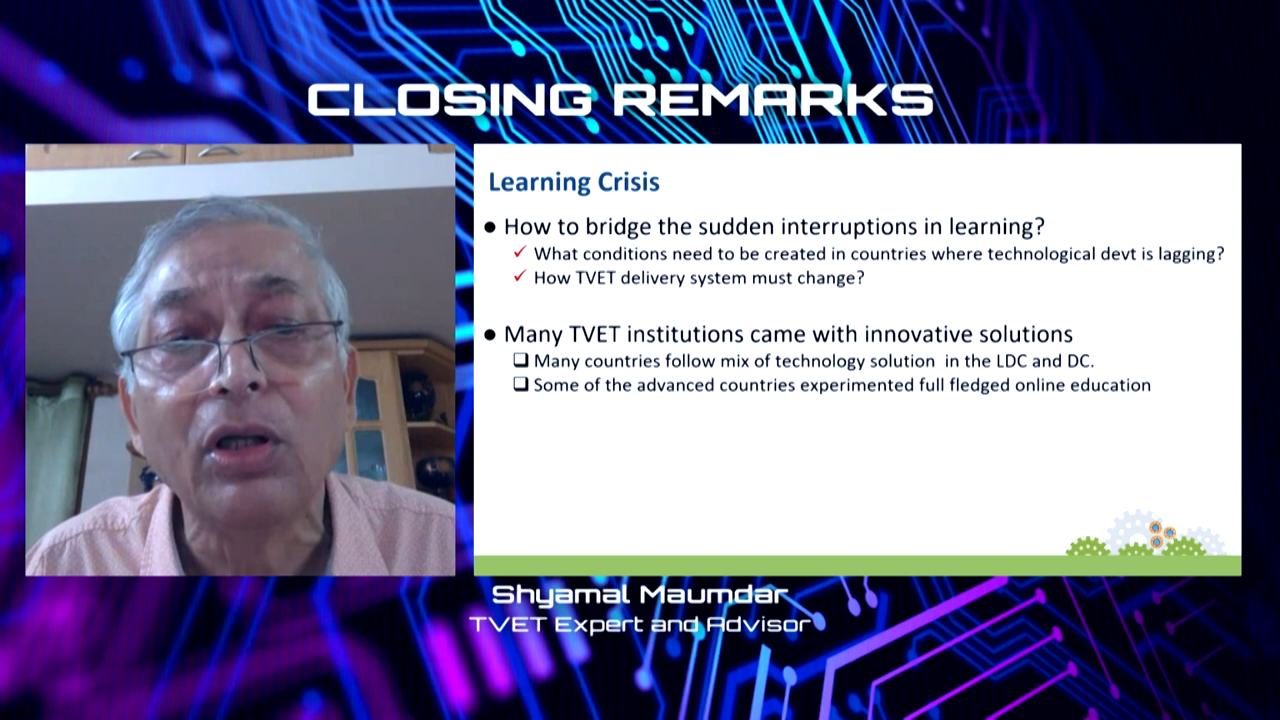 CLOSING REMARKS
Learning Crisis
● How to bridge the sudden interruptions in learning?
✓ What conditions need to be created in countries where technological devt is lagging?
✓ How TVET delivery system must change?
● Many TVET institutions came with innovative solutions
❑ Many countries follow mix of technology solution in the LDC and DC.
❑ Some of the advanced countries experimented full fledged online education
Shyamal Maumdar
TVET Expert and Advisor